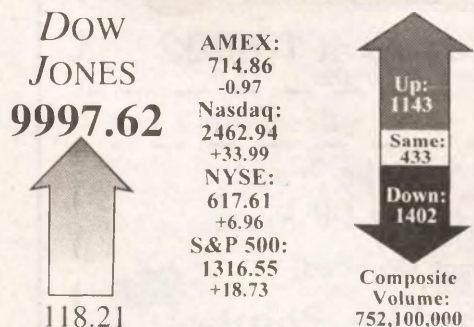 DOW
JONES
9997.62
118.21
AMEX:
714.86
-0.97
Nasdaq:
2462.94
+33.99
NYSE:
617.61
+6.96
S&P 500:
1316.55
+18.73
Up:
1143
Same:
433
Down:
1402
Composite
Volume:
752,100,000